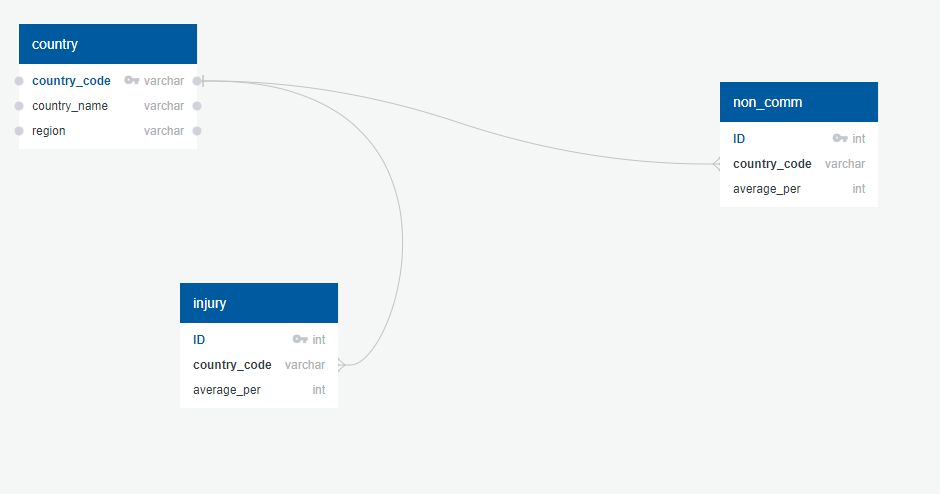 country
country_code varchar
country_name varchar
region varchar
non_comm
ID int
country_code varchar
average_per int
injury
ID int
country_code varchar
average_per int